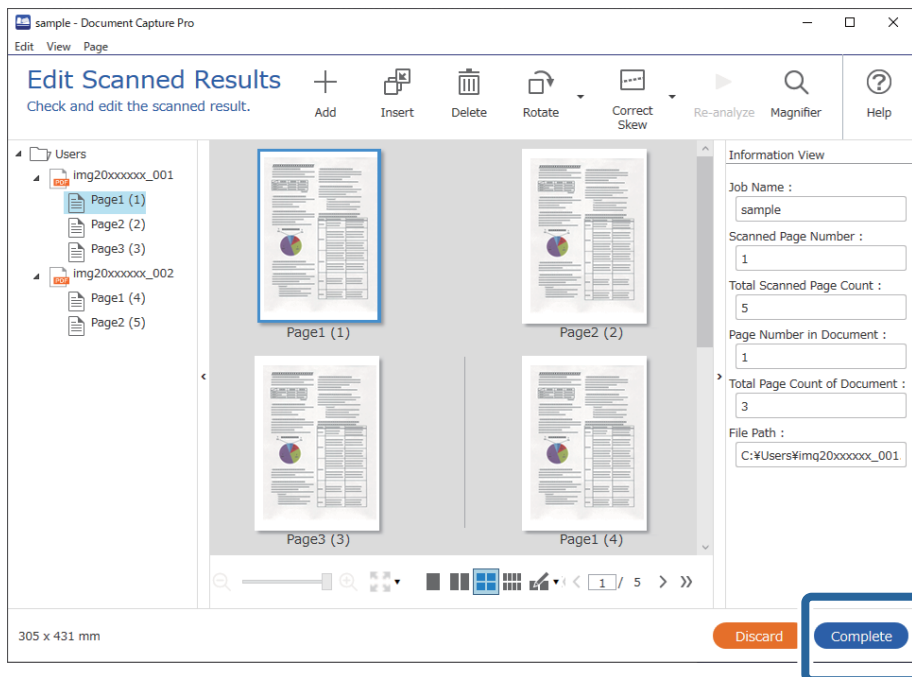 sample - Document Capture Pro
Edit View Page
Edit Scanned Results
Check and edit the scanned result.
Add
Insert
Delete
Rotate
Correct
Skew
Re-analyze
Magnifier
Help
Users
img20xxxxxx_001
Page1 (1)
Page2 (2)
Page3 (3)
img20xxxxxx_002
Page1 (4)
Page2 (5)
Page1 (1)
Page2 (2)
Page3 (3)
Page1 (4)
Information View
Job Name :
sample
Scanned Page Number :
1
Total Scanned Page Count :
5
Page Number in Document :
1
Total Page Count of Document :
3
File Path :
C:¥Users¥img20xxxxxx_001
1 / 5
305 x 431 mm
Discard
Complete